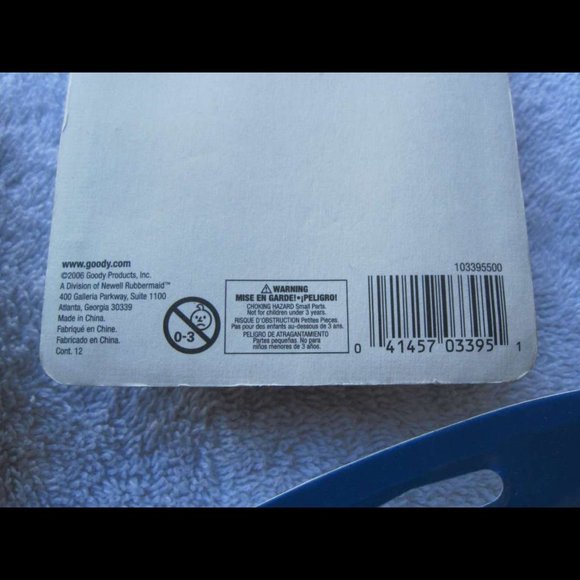 www.goody.com
©2006 Goody Products, Inc.
A Division of Newell Rubbermaid™
400 Galleria Parkway, Suite 1100
Atlanta, Georgia 30339
Made in China.
Fabriqué en Chine.
Fabricado en China.
Cont. 12
0-3
⚠ WARNING
MISE EN GARDE!•¡PELIGRO!
CHOKING HAZARD Small Parts.
Not for children under 3 years.
RISQUE D'OBSTRUCTION Petites Pieces.
Pas pour des enfants au-dessous de 3 ans.
PELIGRO DE ATRAGANTAMIENTO
Partes pequeñas. No para
niños menores de 3 años.
103395500
0 41457 03395 1